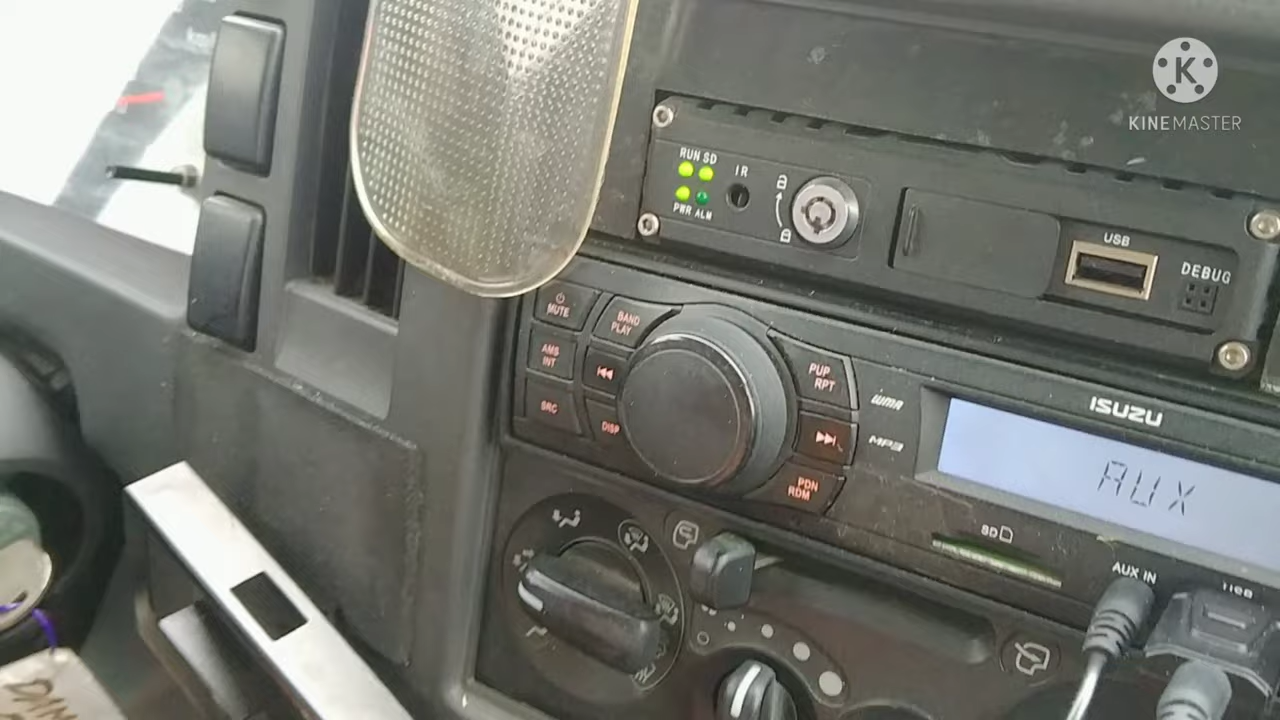 KINEMASTER
RUN SD
IR
PWR ALM
USB
DEBUG
MUTE
BAND
PLAY
AMS
INT
SRC
DISP
PUP
RPT
PDN
RDM
WMA
MP3
ISUZU
AUX
SD
AUX IN
USB